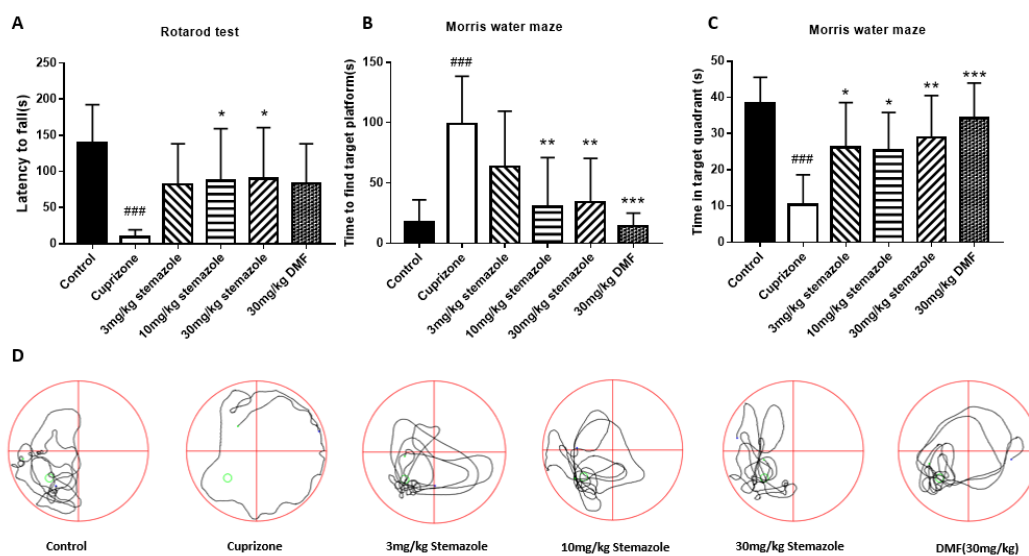 A
Rotarod test
Latency to fall(s)
250
200
150
100
50
0
###
*
*
Control
Cuprizone
3mg/kg stemazole
10mg/kg stemazole
30mg/kg stemazole
30mg/kg DMF
B
Morris water maze
Time to find target platform(s)
150
100
50
0
###
**
**
***
Control
Cuprizone
3mg/kg stemazole
10mg/kg stemazole
30mg/kg stemazole
30mg/kg DMF
C
Morris water maze
Time in target quadrant (s)
50
40
30
20
10
0
###
*
*
**
***
Control
Cuprizone
3mg/kg stemazole
10mg/kg stemazole
30mg/kg stemazole
30mg/kg DMF
D
Control
Cuprizone
3mg/kg Stemazole
10mg/kg Stemazole
30mg/kg Stemazole
DMF(30mg/kg)